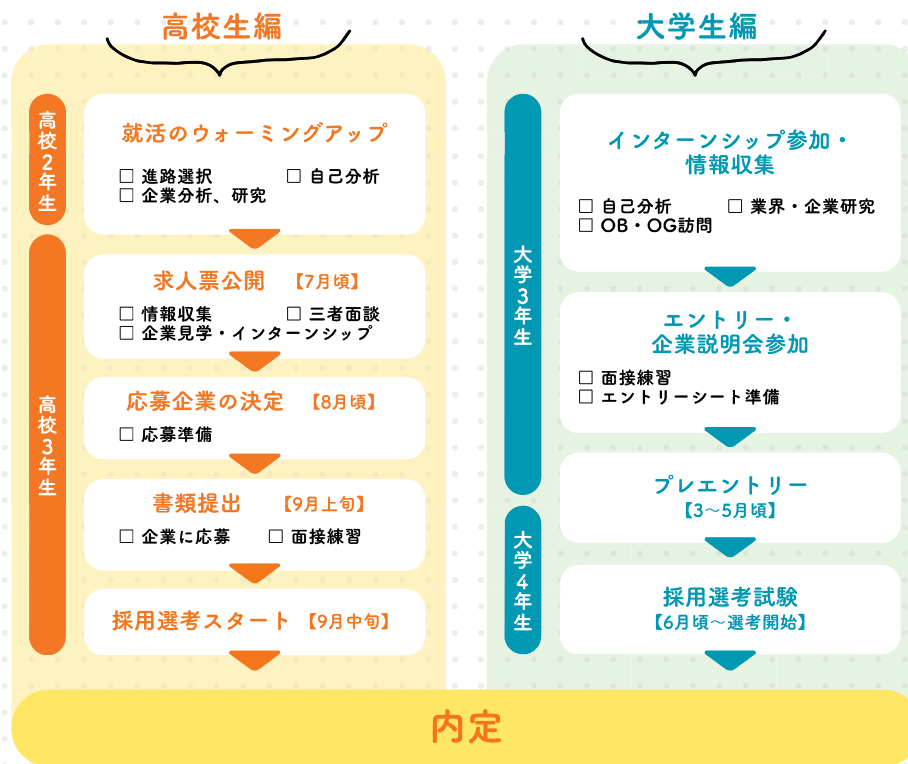 高校生編
高校2年生
就活のウォーミングアップ
□ 進路選択 □ 自己分析
□ 企業分析、研究
高校3年生
求人票公開 【7月頃】
□ 情報収集 □ 三者面談
□ 企業見学・インターンシップ
応募企業の決定 【8月頃】
□ 応募準備
書類提出 【9月上旬】
□ 企業に応募 □ 面接練習
採用選考スタート 【9月中旬】
大学生編
大学3年生
インターンシップ参加・
情報収集
□ 自己分析 □ 業界・企業研究
□ OB・OG訪問
エントリー・
企業説明会参加
□ 面接練習
□ エントリーシート準備
プレエントリー
【3〜5月頃】
大学4年生
採用選考試験
【6月頃〜選考開始】
内定